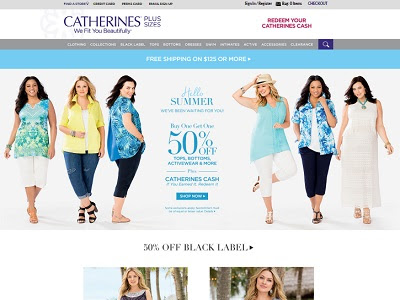 FIND A STORE CREDIT CARD CREDIT CARD EMAIL SIGN UP
Sign In / Register Bag: 0 Items CHECKOUT
CATHERINES PLUS SIZES
We Fit You Beautifully
REDEEM YOUR
CATHERINES CASH
CLOTHING COLLECTIONS BLACK LABEL TOPS BOTTOMS DRESSES SWIM INTIMATES ACTIVE ACCESSORIES CLEARANCE
FREE SHIPPING ON $125 OR MORE ▸
Hello
SUMMER
WE'VE BEEN WAITING FOR YOU!
Buy One Get One
50% OFF
TOPS, BOTTOMS,
ACTIVEWEAR & MORE
Plus
CATHERINES CASH
If You Earned It, Redeem It
SHOP NOW ▸
50% OFF BLACK LABEL ▸